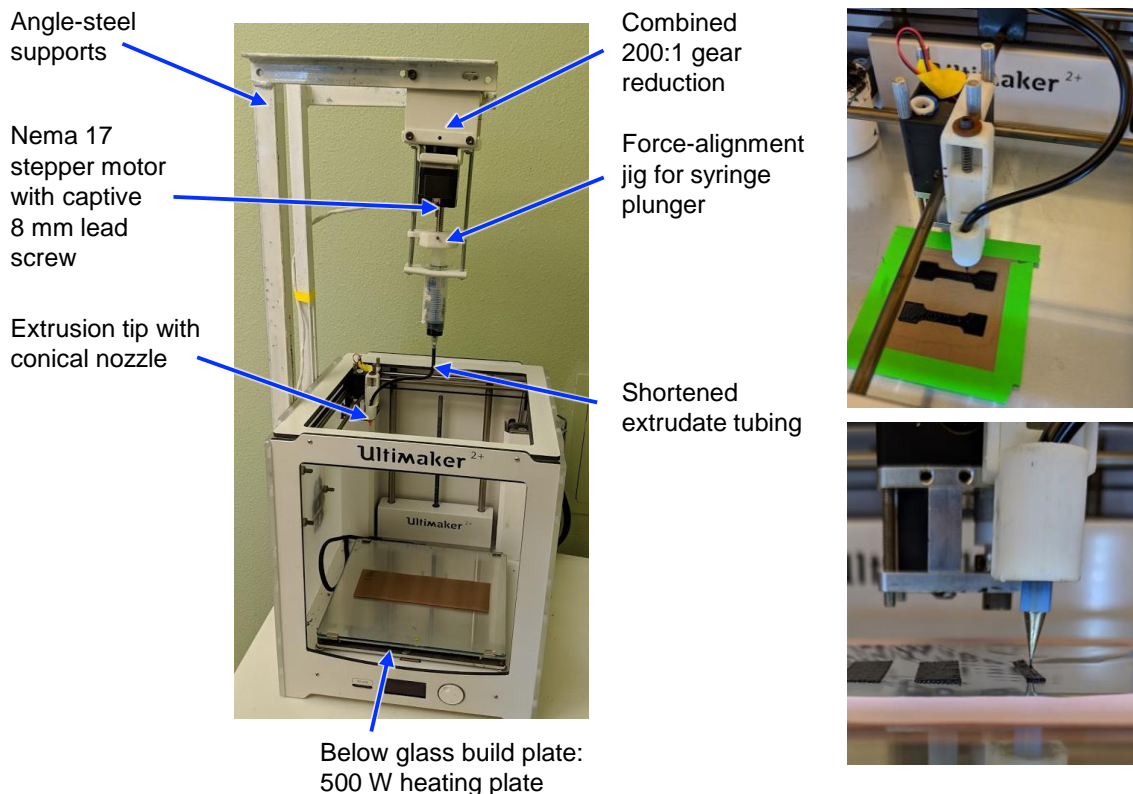 Angle-steel
supports
Combined
200:1 gear
reduction
Nema 17
stepper motor
with captive
8 mm lead
screw
Force-alignment
jig for syringe
plunger
Extrusion tip with
conical nozzle
Shortened
extrudate tubing
Below glass build plate:
500 W heating plate
Ultimaker 2+
Ultimaker 2+
Ultimaker 2+